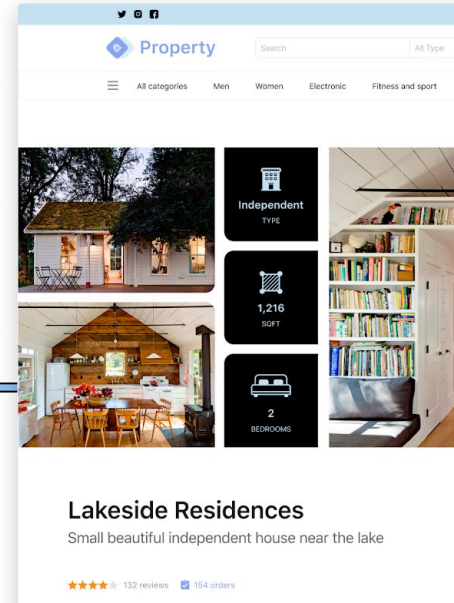 Property
Search
All Type
All categories Men Women Electronic Fitness and sport
Independent
TYPE
1,216
SQFT
2
BEDROOMS
Lakeside Residences
Small beautiful independent house near the lake
132 reviews 154 orders